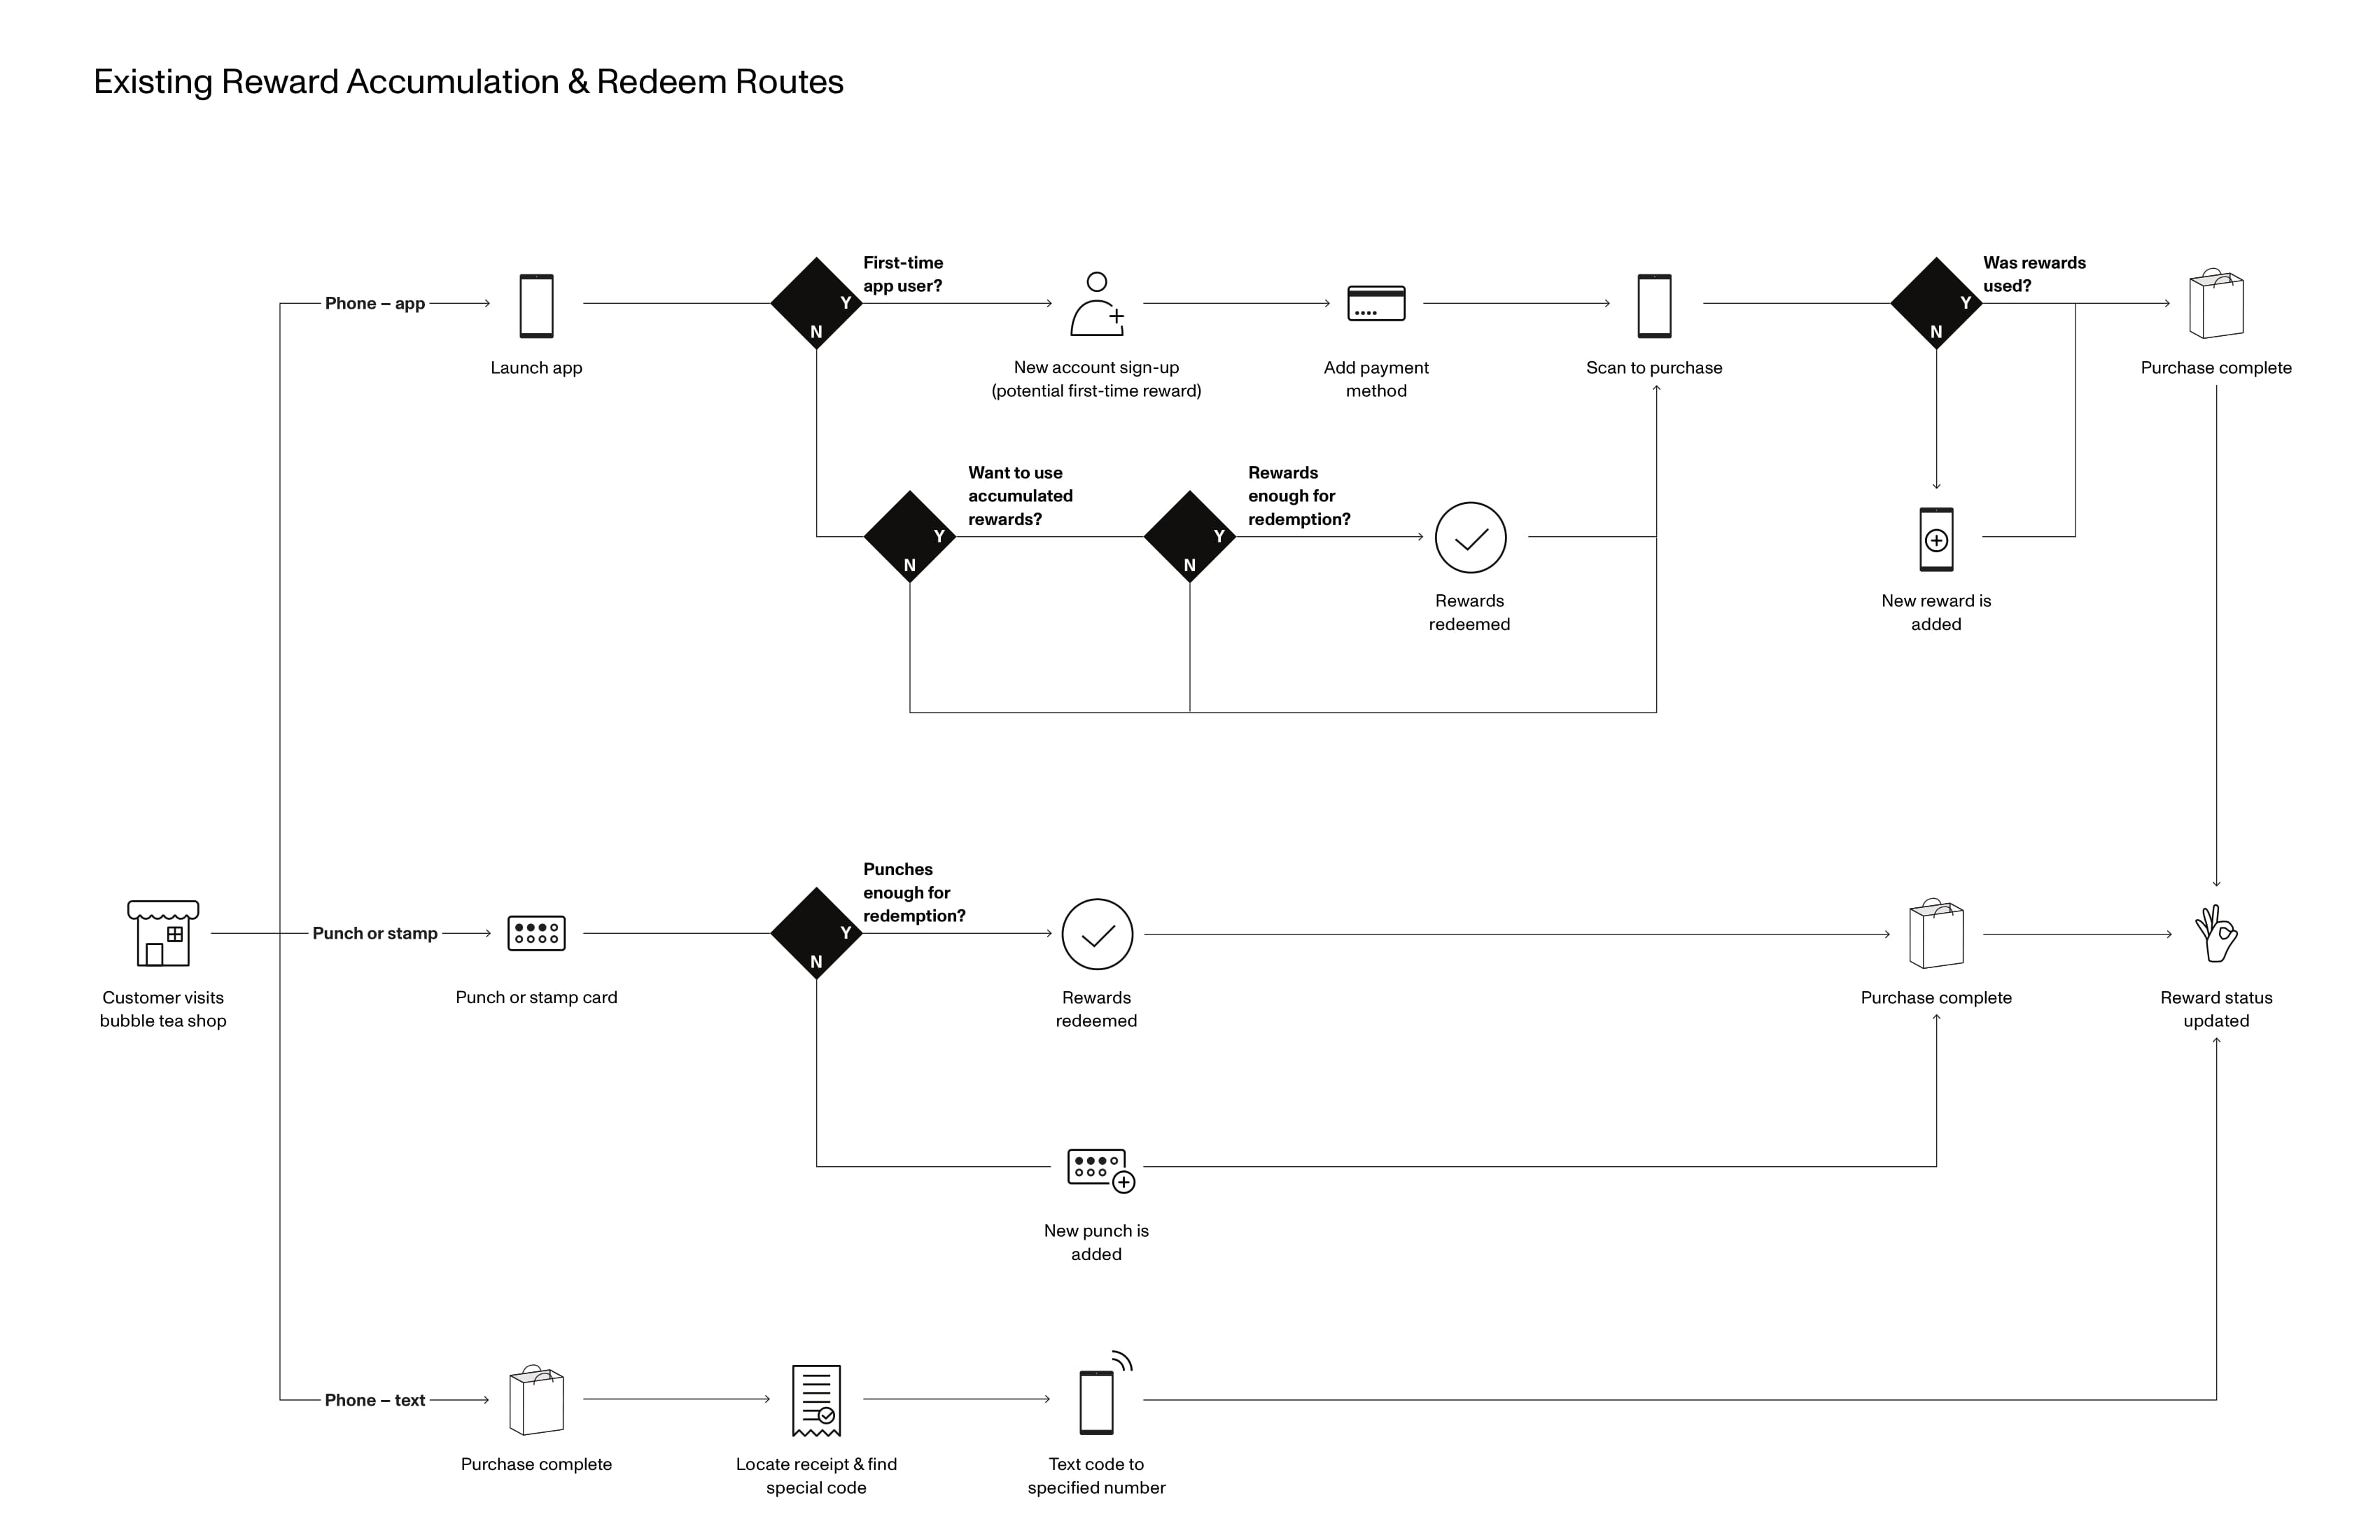 Existing Reward Accumulation & Redeem Routes
First-time
app user?
Was rewards
used?
Phone – app
Y
N
Y
N
Launch app
New account sign-up
(potential first-time reward)
Add payment
method
Scan to purchase
Purchase complete
Want to use
accumulated
rewards?
Rewards
enough for
redemption?
Y
N
Y
N
Rewards
redeemed
New reward is
added
Punches
enough for
redemption?
Punch or stamp
Y
N
Customer visits
bubble tea shop
Punch or stamp card
Rewards
redeemed
Purchase complete
Reward status
updated
New punch is
added
Phone – text
Purchase complete
Locate receipt & find
special code
Text code to
specified number